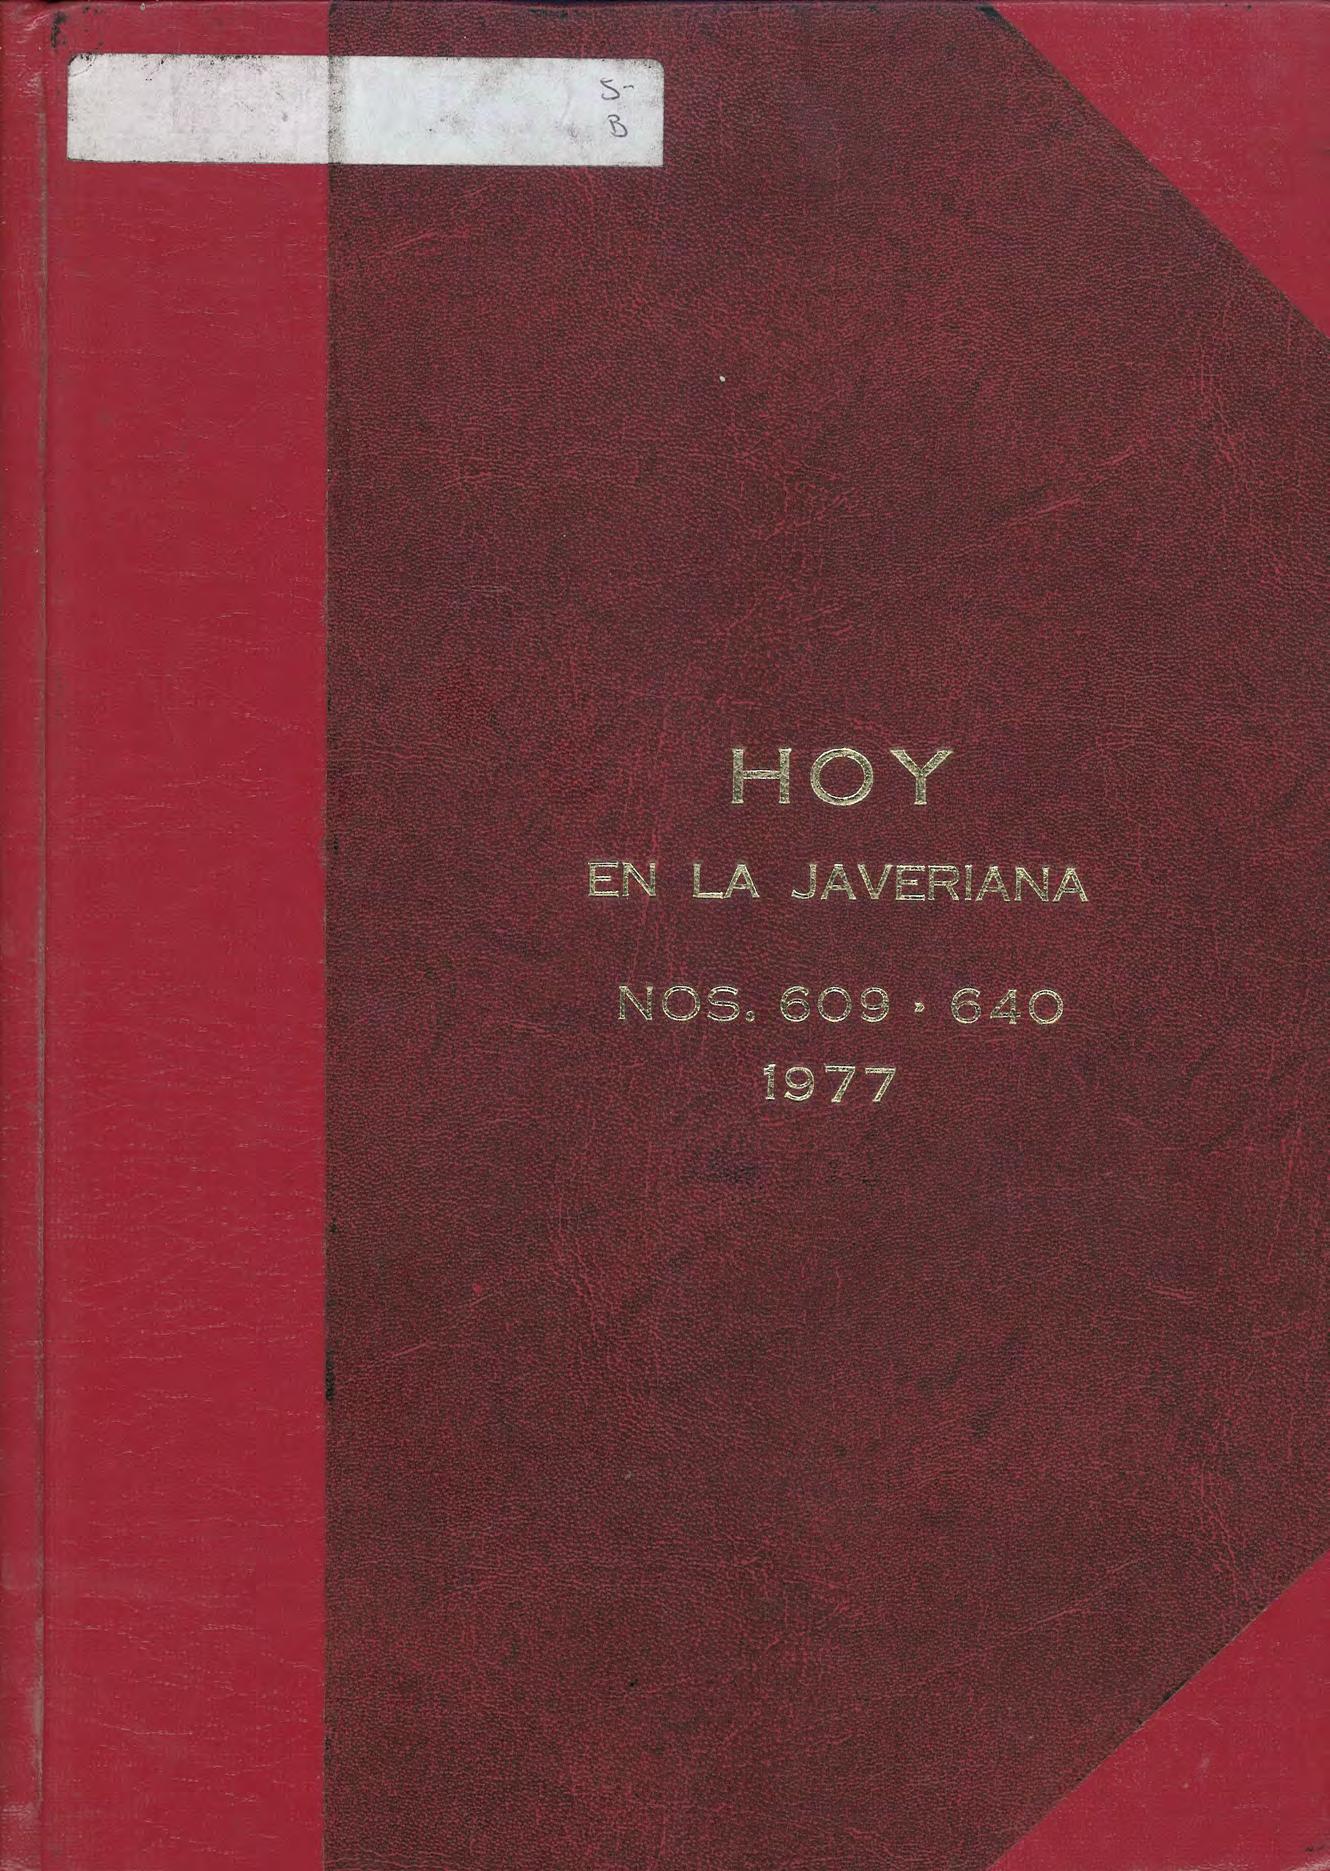 S-
B
HOY
EN LA JAVERIANA
NOS. 609 - 640
1977